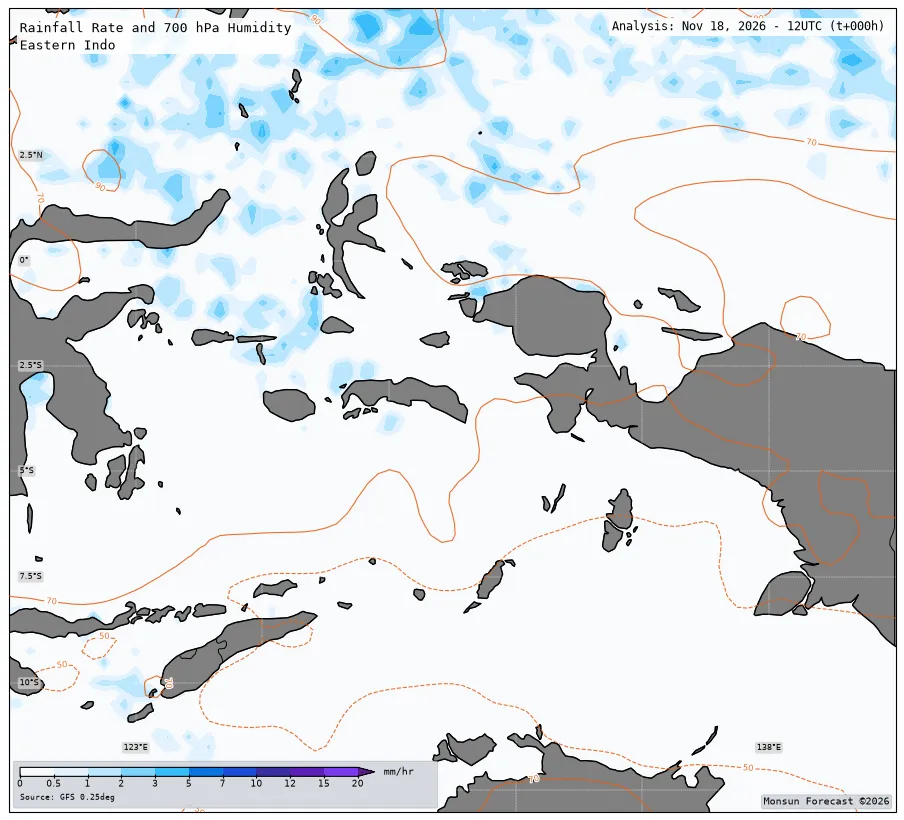 Rainfall Rate and 700 hPa Humidity
Eastern Indo
Analysis: Nov 18, 2026 - 12UTC (t+000h)
90
70
2.5°N
90
70
0°
70
2.5°S
5°S
7.5°S
70
50
50
10°S
70
123°E
138°E
50
70
mm/hr
0 0.5 1 2 3 5 7 10 12 15 20
Source: GFS 0.25deg
Monsun Forecast ©2026